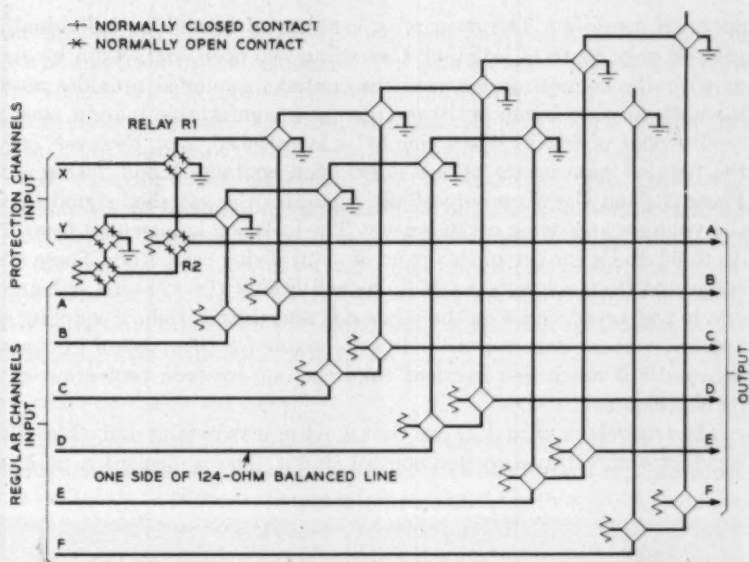 NORMALLY CLOSED CONTACT
NORMALLY OPEN CONTACT
RELAY R1
PROTECTION CHANNELS
INPUT
X
Y
R2
REGULAR CHANNELS
INPUT
A
B
C
D
E
F
ONE SIDE OF 124-OHM BALANCED LINE
A
B
C
D
E
F
OUTPUT